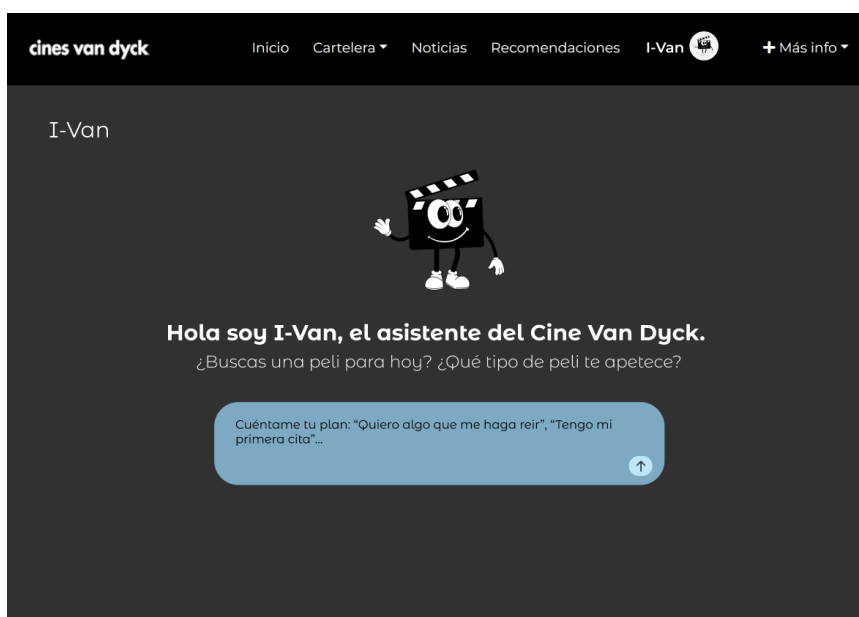 cines van dyck
Inicio
Cartelera
Noticias
Recomendaciones
I-Van
+ Más info
I-Van
Hola soy I-Van, el asistente del Cine Van Dyck.
¿Buscas una peli para hoy? ¿Qué tipo de peli te apetece?
Cuéntame tu plan: “Quiero algo que me haga reir”, “Tengo mi
primera cita”...